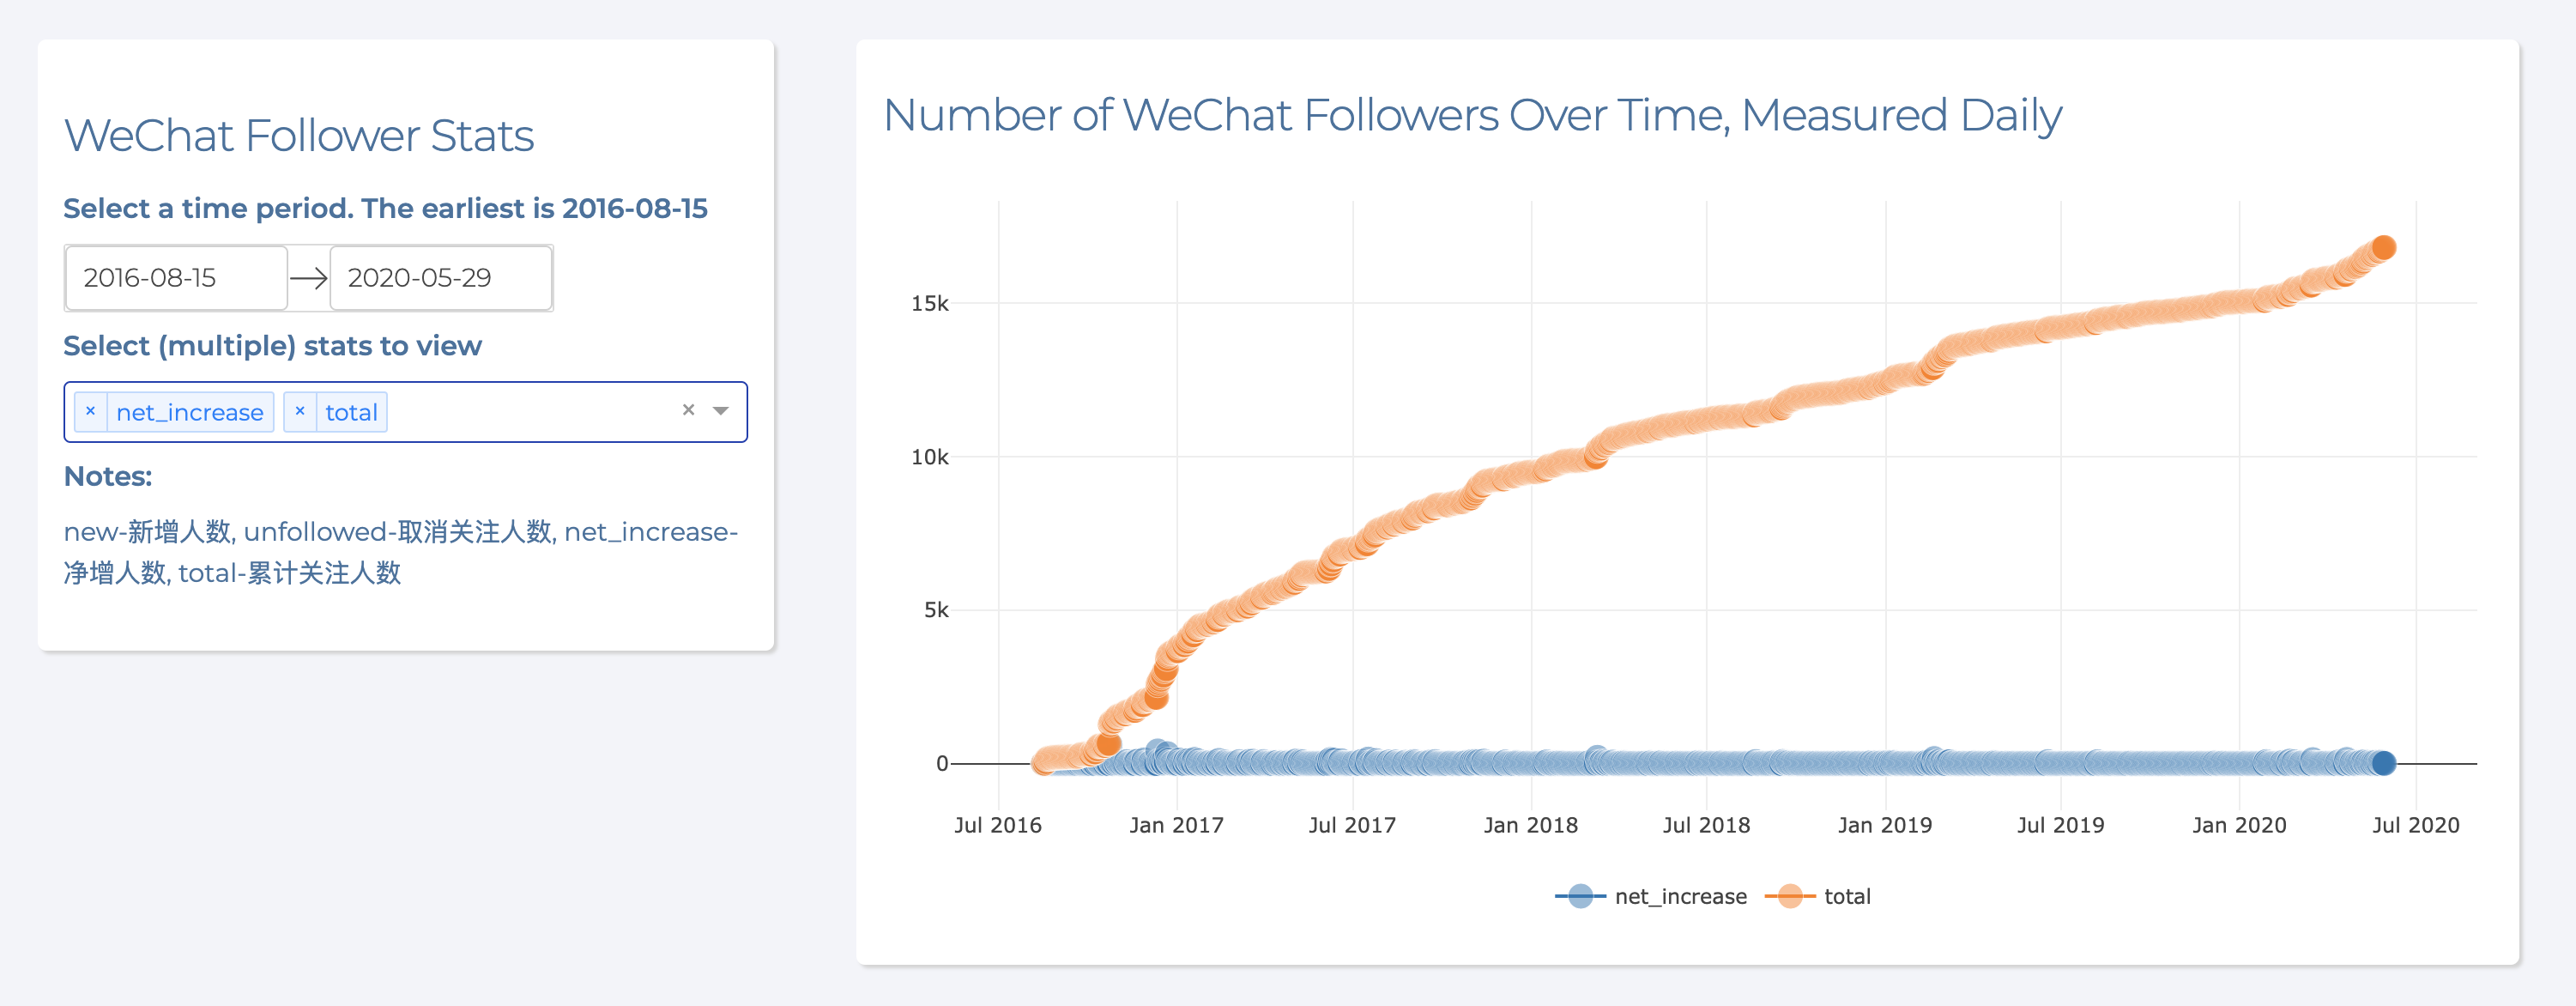 WeChat Follower Stats
Select a time period. The earliest is 2016-08-15
2016-08-15 → 2020-05-29
Select (multiple) stats to view
× net_increase × total ×
Notes:
new-新增人数, unfollowed-取消关注人数, net_increase-
净增人数, total-累计关注人数
Number of WeChat Followers Over Time, Measured Daily
15k
10k
5k
0
Jul 2016 Jan 2017 Jul 2017 Jan 2018 Jul 2018 Jan 2019 Jul 2019 Jan 2020 Jul 2020
net_increase total